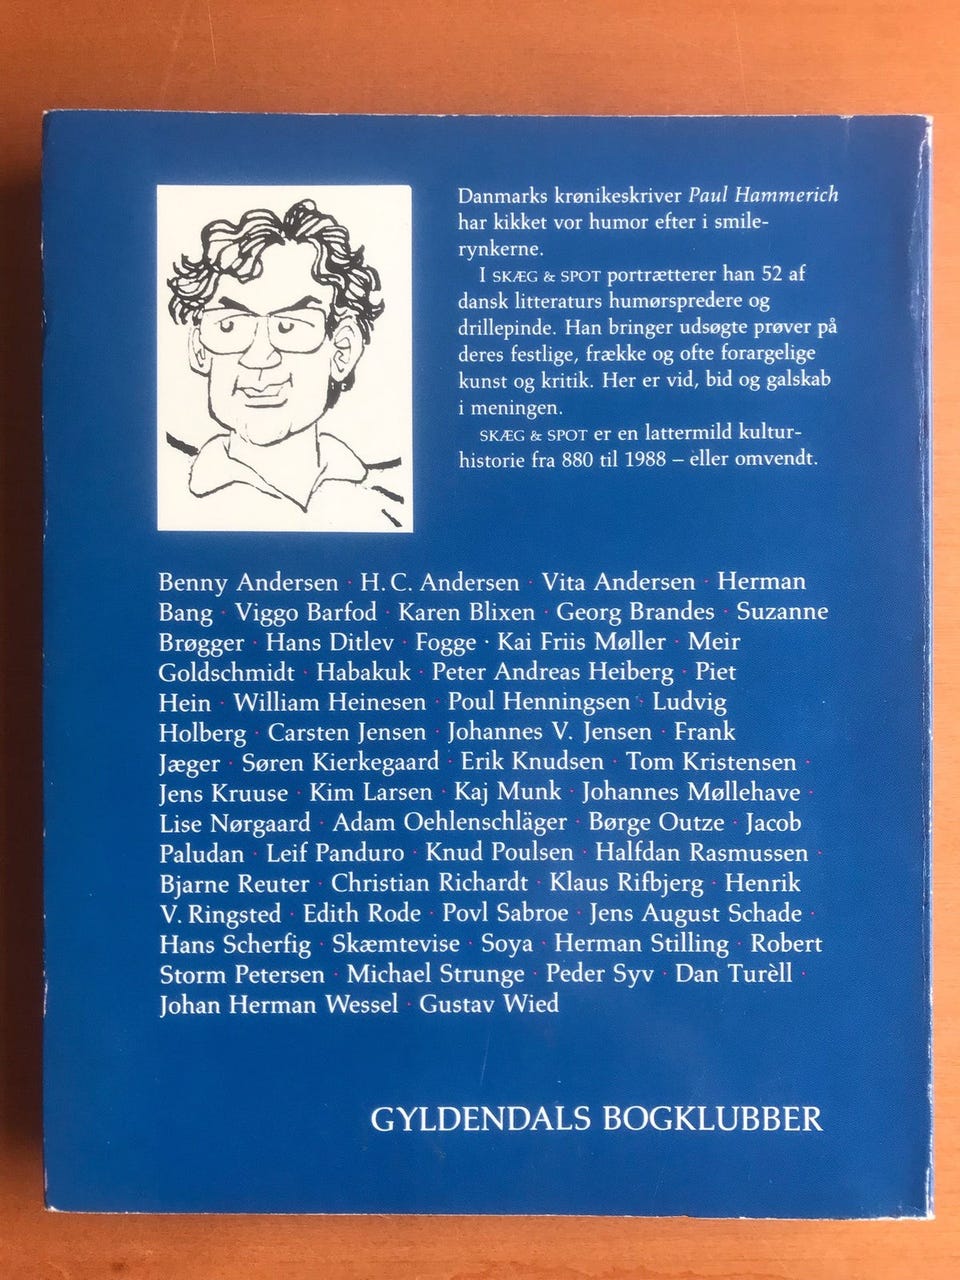 Danmarks krønikeskriver Paul Hammerich
har kikket vor humor efter i smile-
rynkerne.
I SKÆG & SPOT portrætterer han 52 af
dansk litteraturs humørspredere og
drillepinde. Han bringer udsøgte prøver på
deres festlige, frække og ofte forargelige
kunst og kritik. Her er vid, bid og galskab
i meningen.
SKÆG & SPOT er en lattermild kultur-
historie fra 880 til 1988 – eller omvendt.
Benny Andersen · H.C. Andersen · Vita Andersen · Herman
Bang · Viggo Barfod · Karen Blixen · Georg Brandes · Suzanne
Brøgger · Hans Ditlev · Fogge · Kai Friis Møller · Meir
Goldschmidt · Habakuk · Peter Andreas Heiberg · Piet
Hein · William Heinesen · Poul Henningsen · Ludvig
Holberg · Carsten Jensen · Johannes V. Jensen · Frank
Jæger · Søren Kierkegaard · Erik Knudsen · Tom Kristensen ·
Jens Kruuse · Kim Larsen · Kaj Munk · Johannes Møllehave ·
Lise Nørgaard · Adam Oehlenschläger · Børge Outze · Jacob
Paludan · Leif Panduro · Knud Poulsen · Halfdan Rasmussen ·
Bjarne Reuter · Christian Richardt · Klaus Rifbjerg · Henrik
V. Ringsted · Edith Rode · Povl Sabroe · Jens August Schade ·
Hans Scherfig · Skæmtevise · Soya · Herman Stilling · Robert
Storm Petersen · Michael Strunge · Peder Syv · Dan Turèll ·
Johan Herman Wessel · Gustav Wied
GYLDENDALS BOGKLUBBER